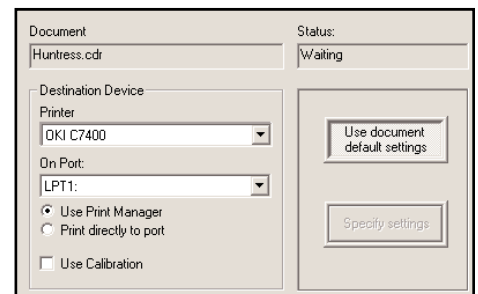 Document
Huntress.cdr
Status:
Waiting
Destination Device
Printer
OKI C7400
On Port:
LPT1:
Use Print Manager
Print directly to port
Use Calibration
Use document
default settings
Specify settings